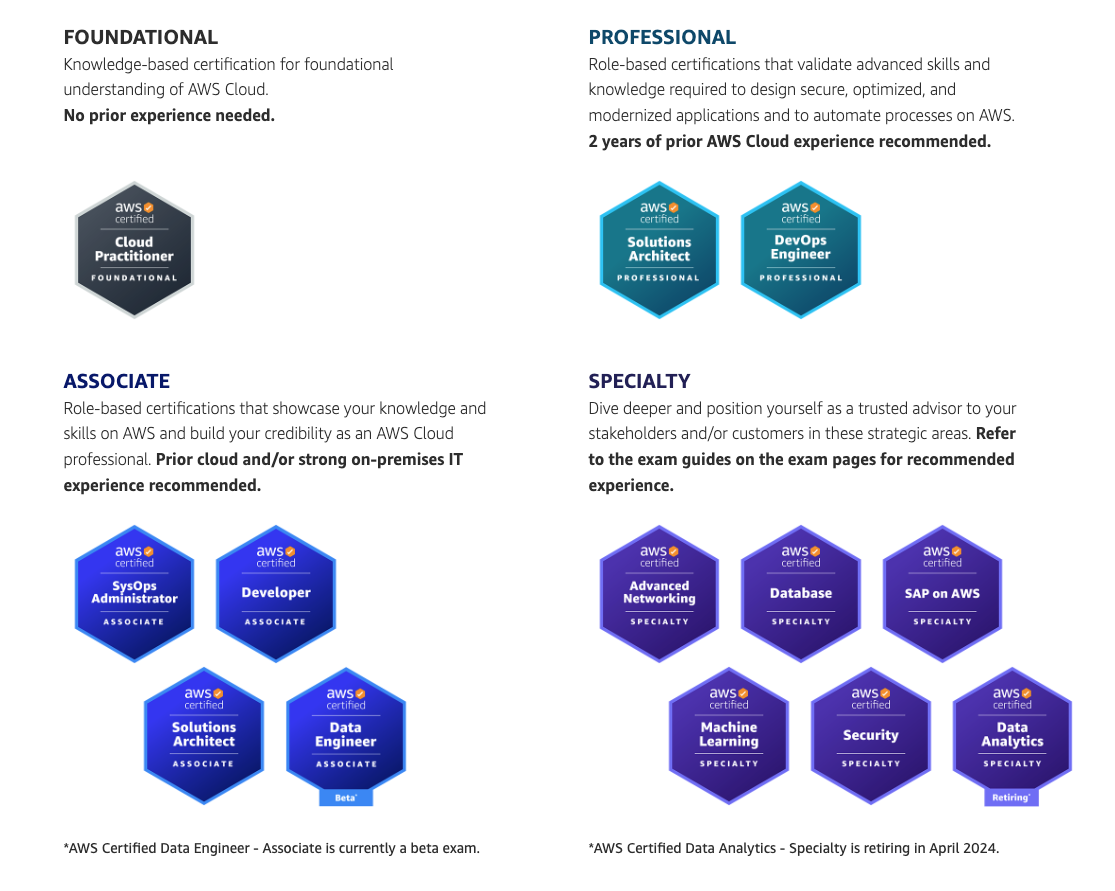 FOUNDATIONAL
Knowledge-based certification for foundational
understanding of AWS Cloud.
No prior experience needed.
aws
certified
Cloud
Practitioner
FOUNDATIONAL
PROFESSIONAL
Role-based certifications that validate advanced skills and
knowledge required to design secure, optimized, and
modernized applications and to automate processes on AWS.
2 years of prior AWS Cloud experience recommended.
aws
certified
Solutions
Architect
PROFESSIONAL
aws
certified
DevOps
Engineer
PROFESSIONAL
ASSOCIATE
Role-based certifications that showcase your knowledge and
skills on AWS and build your credibility as an AWS Cloud
professional. Prior cloud and/or strong on-premises IT
experience recommended.
aws
certified
SysOps
Administrator
ASSOCIATE
aws
certified
Developer
ASSOCIATE
aws
certified
Solutions
Architect
ASSOCIATE
aws
certified
Data
Engineer
ASSOCIATE
Beta*
*AWS Certified Data Engineer - Associate is currently a beta exam.
SPECIALTY
Dive deeper and position yourself as a trusted advisor to your
stakeholders and/or customers in these strategic areas. Refer
to the exam guides on the exam pages for recommended
experience.
aws
certified
Advanced
Networking
SPECIALTY
aws
certified
Database
SPECIALTY
aws
certified
SAP on AWS
SPECIALTY
aws
certified
Machine
Learning
SPECIALTY
aws
certified
Security
SPECIALTY
aws
certified
Data
Analytics
SPECIALTY
Retiring*
*AWS Certified Data Analytics - Specialty is retiring in April 2024.